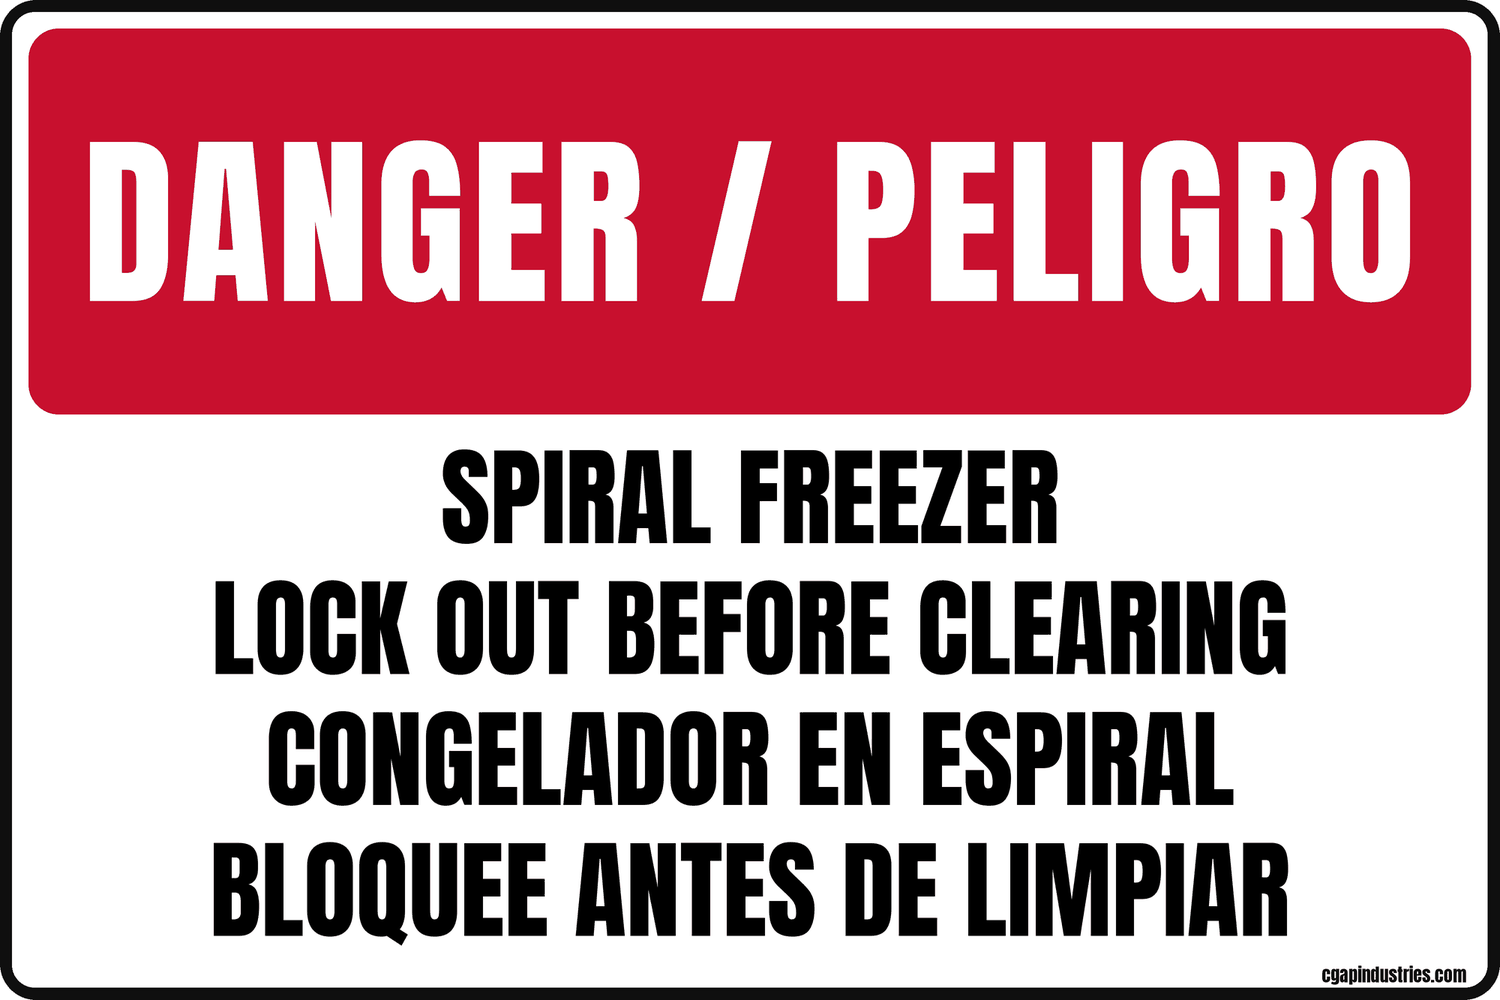 DANGER / PELIGRO
SPIRAL FREEZER
LOCK OUT BEFORE CLEARING
CONGELADOR EN ESPIRAL
BLOQUEE ANTES DE LIMPIAR
cgapindustries.com